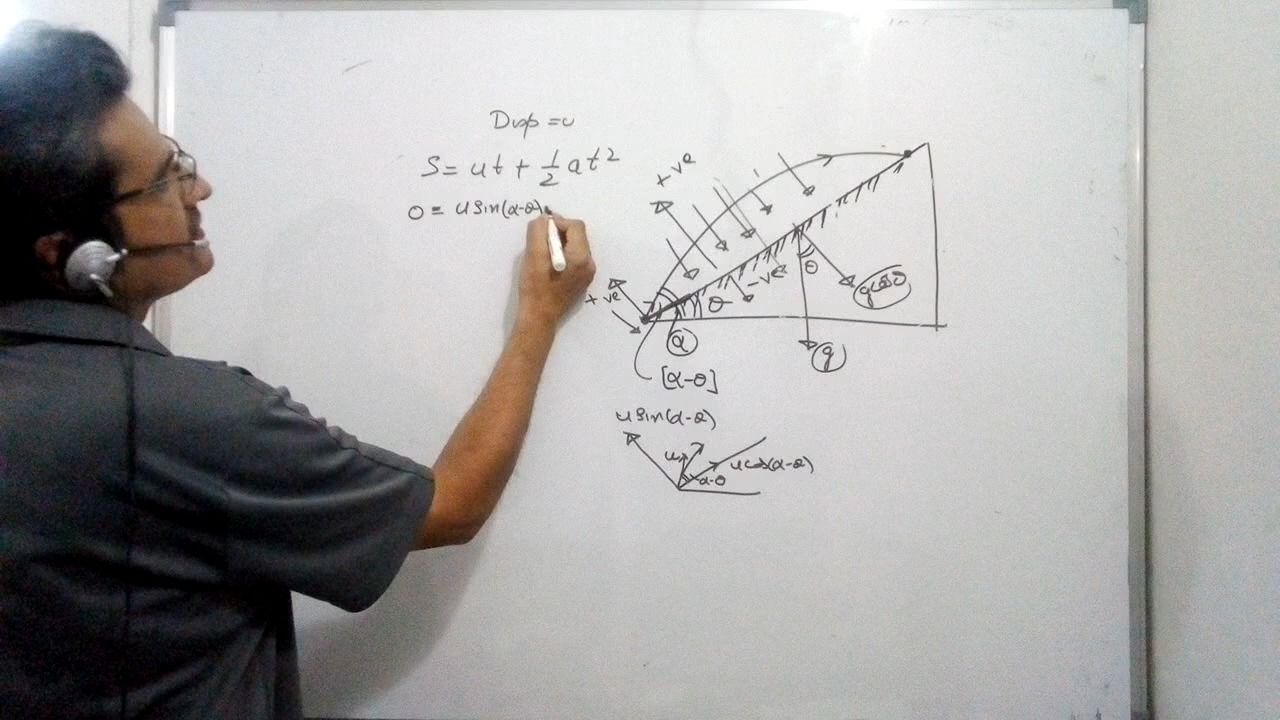 Disp = 0
S = ut + 1/2 at²
0 = u sin(α-θ)
+ve
+ve
-ve
θ
θ
g cosθ
α
g
[α-θ]
u sin(α-θ)
u
u cos(α-θ)
α-θ